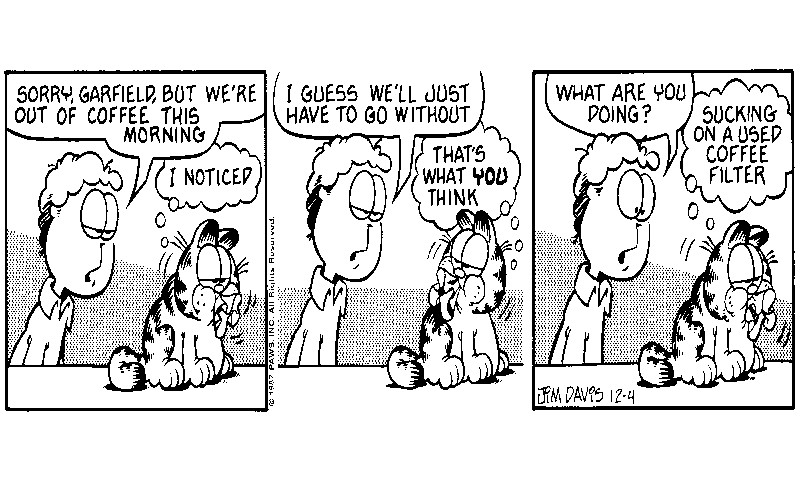 SORRY, GARFIELD, BUT WE'RE
OUT OF COFFEE THIS
MORNING
I NOTICED
© 1987 PAWS, INC. All Rights Reserved.
I GUESS WE'LL JUST
HAVE TO GO WITHOUT
THAT'S
WHAT YOU
THINK
WHAT ARE YOU
DOING?
SUCKING
ON A USED
COFFEE
FILTER
JIM DAVIS 12-4